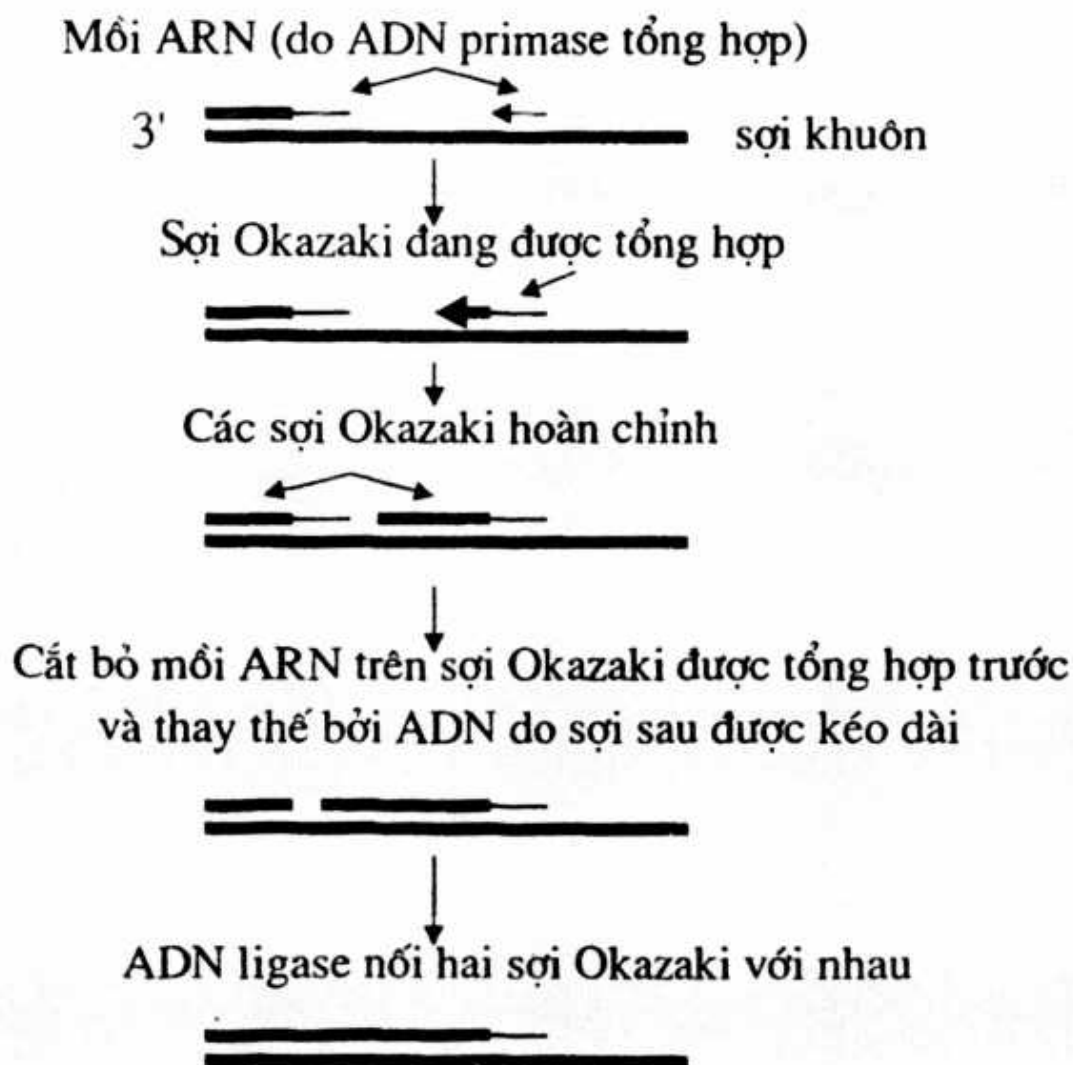 Mồi ARN (do ADN primase tổng hợp)
3' sợi khuôn
Sợi Okazaki đang được tổng hợp
Các sợi Okazaki hoàn chỉnh
Cắt bỏ mồi ARN trên sợi Okazaki được tổng hợp trước
và thay thế bởi ADN do sợi sau được kéo dài
ADN ligase nối hai sợi Okazaki với nhau